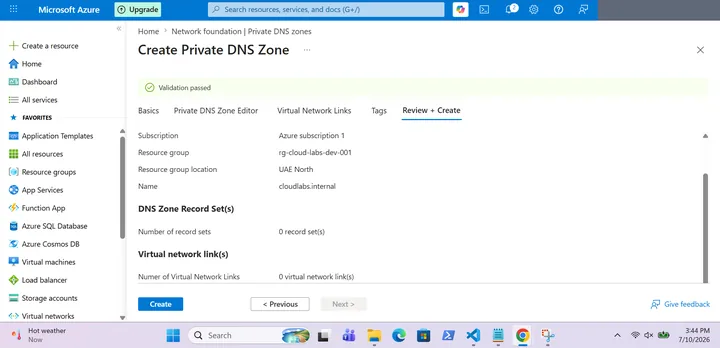 Microsoft Azure
Upgrade
Search resources, services, and docs (G+/)
7
Create a resource
Home
Dashboard
All services
FAVORITES
Application Templates
All resources
Resource groups
App Services
Function App
Azure SQL Database
Azure Cosmos DB
Virtual machines
Load balancer
Storage accounts
Virtual networks
Home > Network foundation | Private DNS zones
Create Private DNS Zone ...
Validation passed
Basics Private DNS Zone Editor Virtual Network Links Tags Review + Create
Subscription Azure subscription 1
Resource group rg-cloud-labs-dev-001
Resource group location UAE North
Name cloudlabs.internal
DNS Zone Record Set(s)
Number of record sets 0 record set(s)
Virtual network link(s)
Numer of Virtual Network Links 0 virtual network link(s)
Create < Previous Next > Give feedback
Hot weather
Now
Search
3:44 PM
7/10/2026